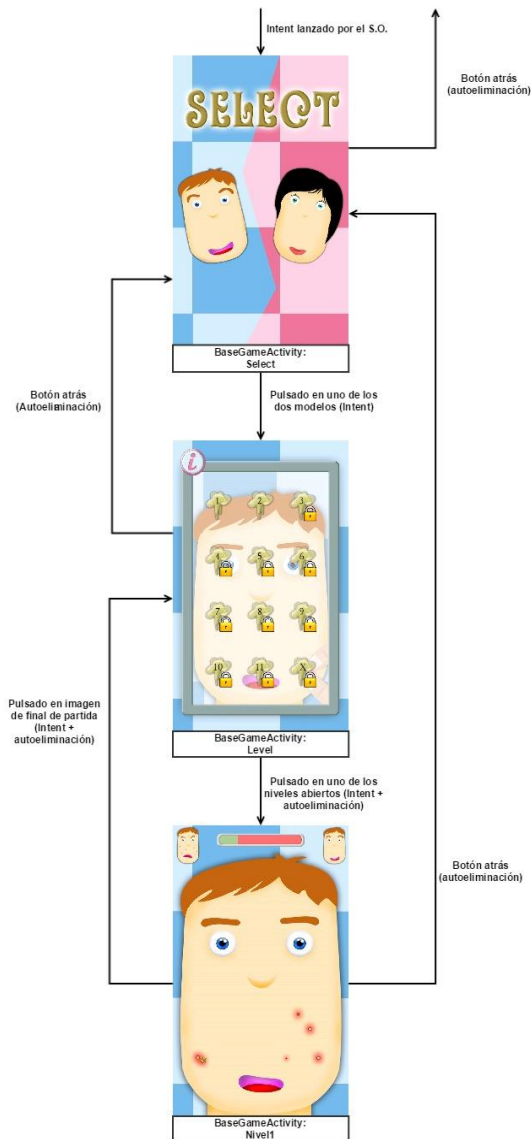 Intent lanzado por el S.O.
Botón atrás
(autoeliminación)
SELECT
BaseGameActivity:
Select
Botón atrás
(Autoeliminación)
Pulsado en uno de los
dos modelos (Intent)
i
1 2 3
4 5 6
7 8 9
10 11 X
BaseGameActivity:
Level
Pulsado en imagen
de final de partida
(Intent +
autoeliminación)
Pulsado en uno de los
niveles abiertos (Intent +
autoeliminación)
Botón atrás
(autoeliminación)
BaseGameActivity:
Nivel1